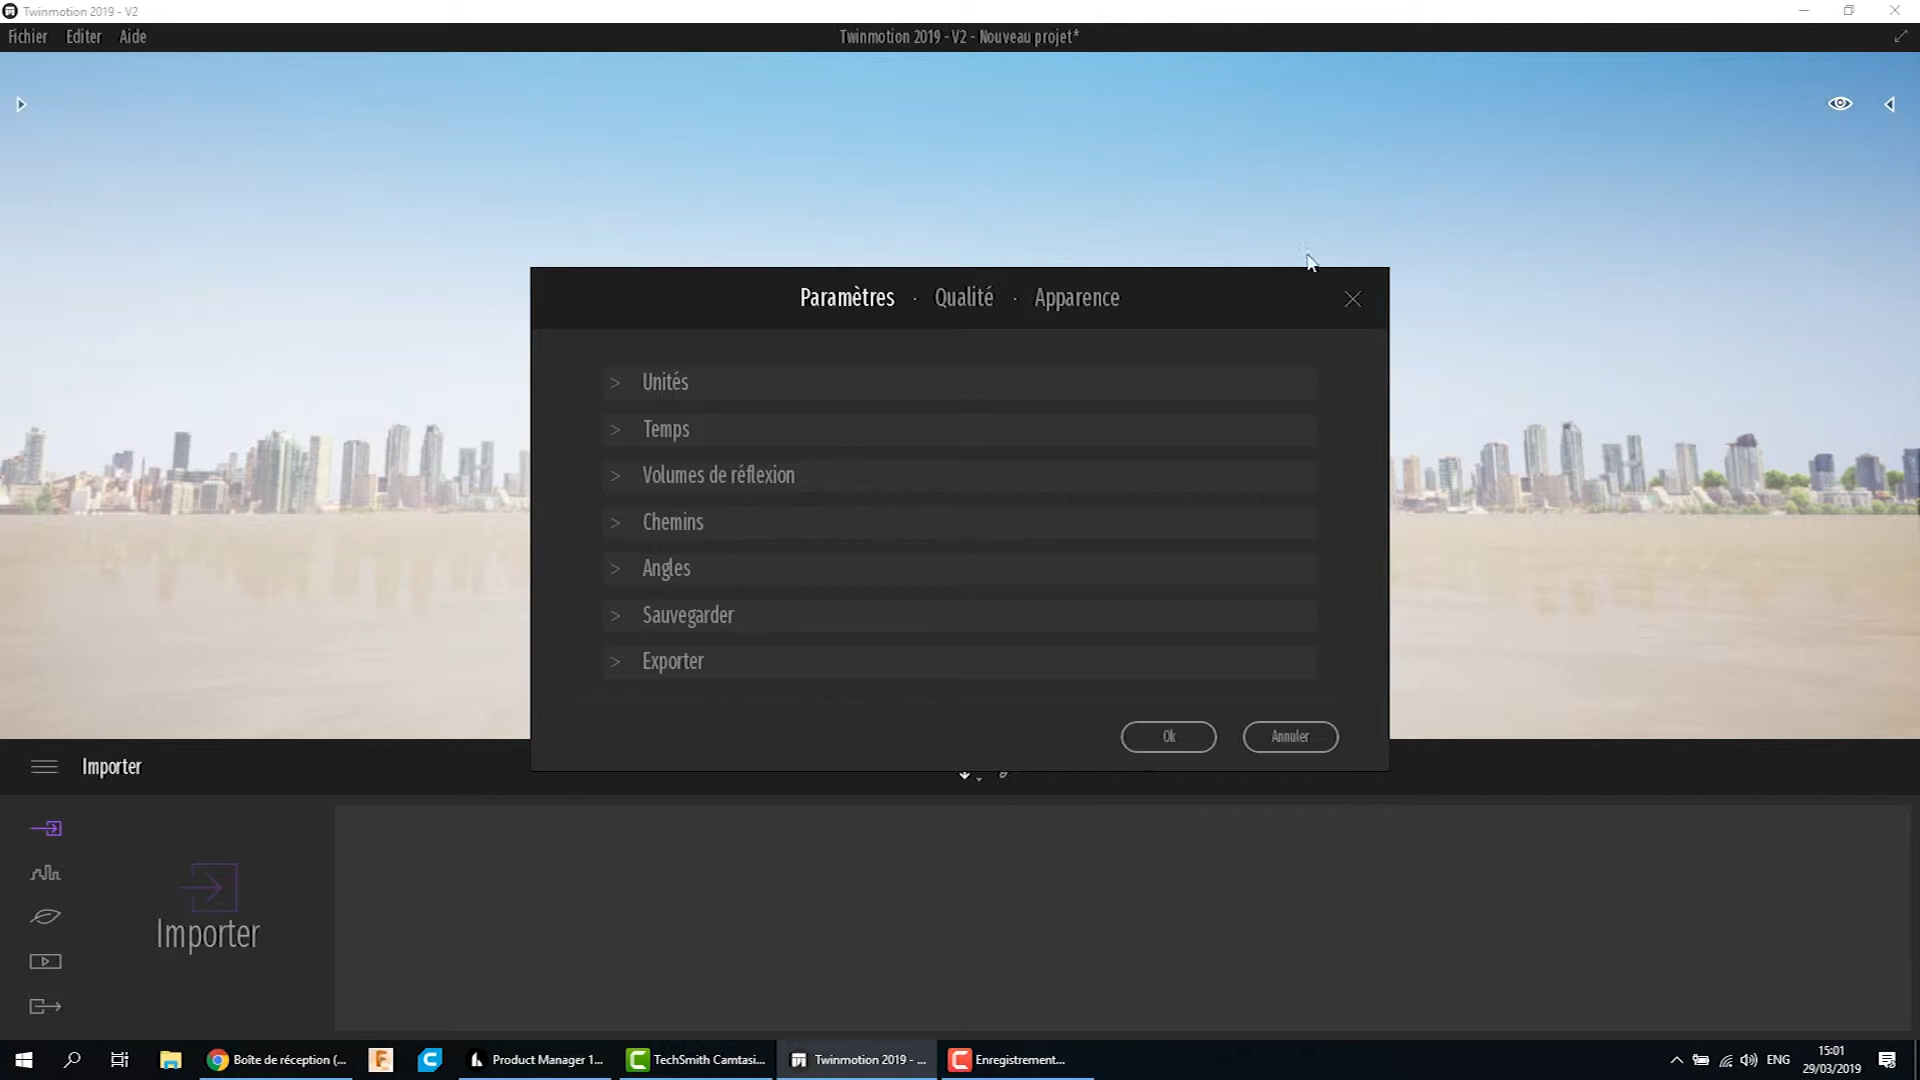 Twinmotion 2019 - V2
Fichier Editer Aide
Twinmotion 2019 - V2 - Nouveau projet*
Paramètres · Qualité · Apparence
> Unités
> Temps
> Volumes de réflexion
> Chemins
> Angles
> Sauvegarder
> Exporter
Ok Annuler
Importer
Importer
Boîte de réception (...
Product Manager 1...
TechSmith Camtasi...
Twinmotion 2019 - ...
Enregistrement...
ENG
15:01
29/03/2019